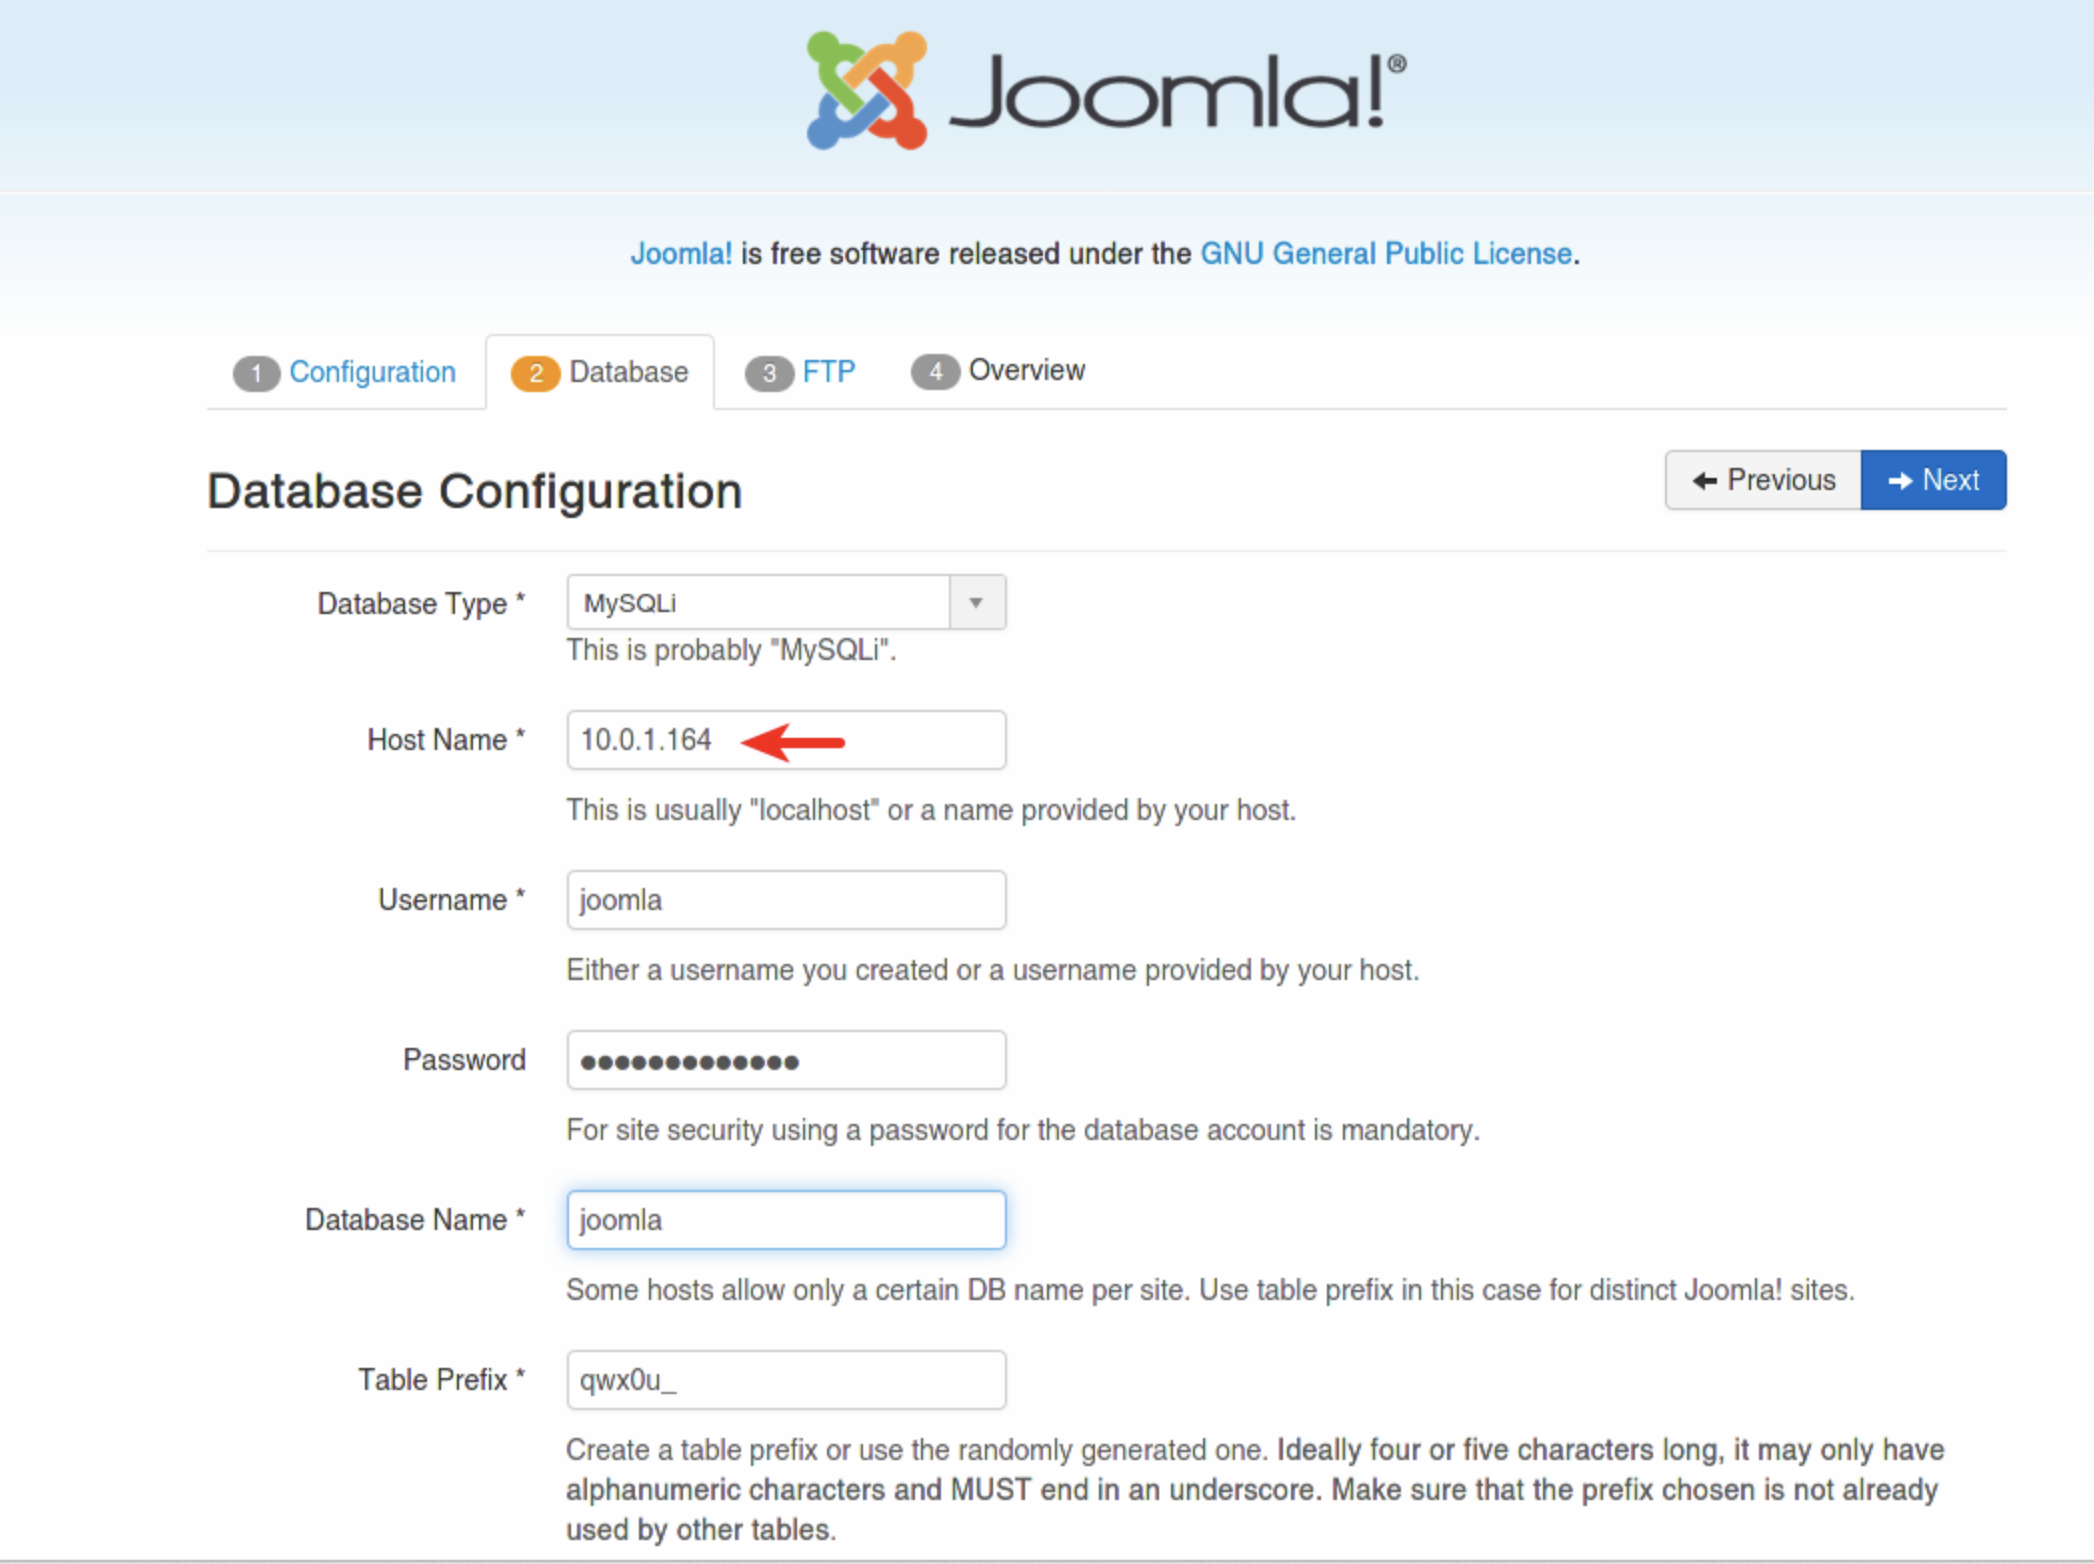 Joomla!®
Joomla! is free software released under the GNU General Public License.
1 Configuration 2 Database 3 FTP 4 Overview
Database Configuration
Previous Next
Database Type * MySQLi
This is probably "MySQLi".
Host Name * 10.0.1.164
This is usually "localhost" or a name provided by your host.
Username * joomla
Either a username you created or a username provided by your host.
Password •••••••••••••
For site security using a password for the database account is mandatory.
Database Name * joomla
Some hosts allow only a certain DB name per site. Use table prefix in this case for distinct Joomla! sites.
Table Prefix * qwx0u_
Create a table prefix or use the randomly generated one. Ideally four or five characters long, it may only have
alphanumeric characters and MUST end in an underscore. Make sure that the prefix chosen is not already
used by other tables.